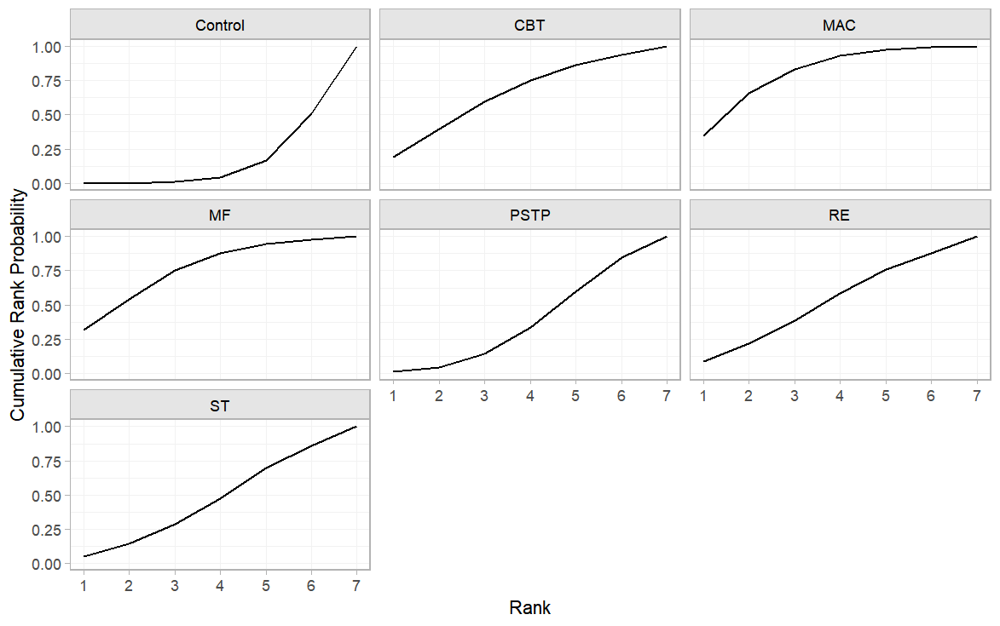 Control CBT MAC
1.00
0.75
0.50
0.25
0.00
MF PSTP RE
1.00
0.75
0.50
0.25
0.00
1 2 3 4 5 6 7 1 2 3 4 5 6 7
ST
1.00
0.75
0.50
0.25
0.00
1 2 3 4 5 6 7
Rank
Cumulative Rank Probability